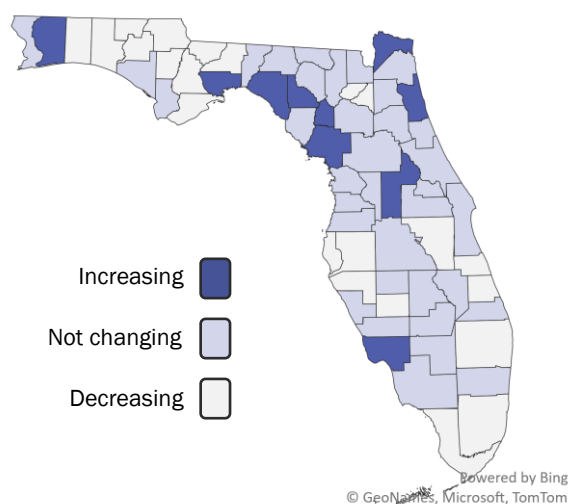 Increasing
Not changing
Decreasing
Powered by Bing
© GeoNames, Microsoft, TomTom